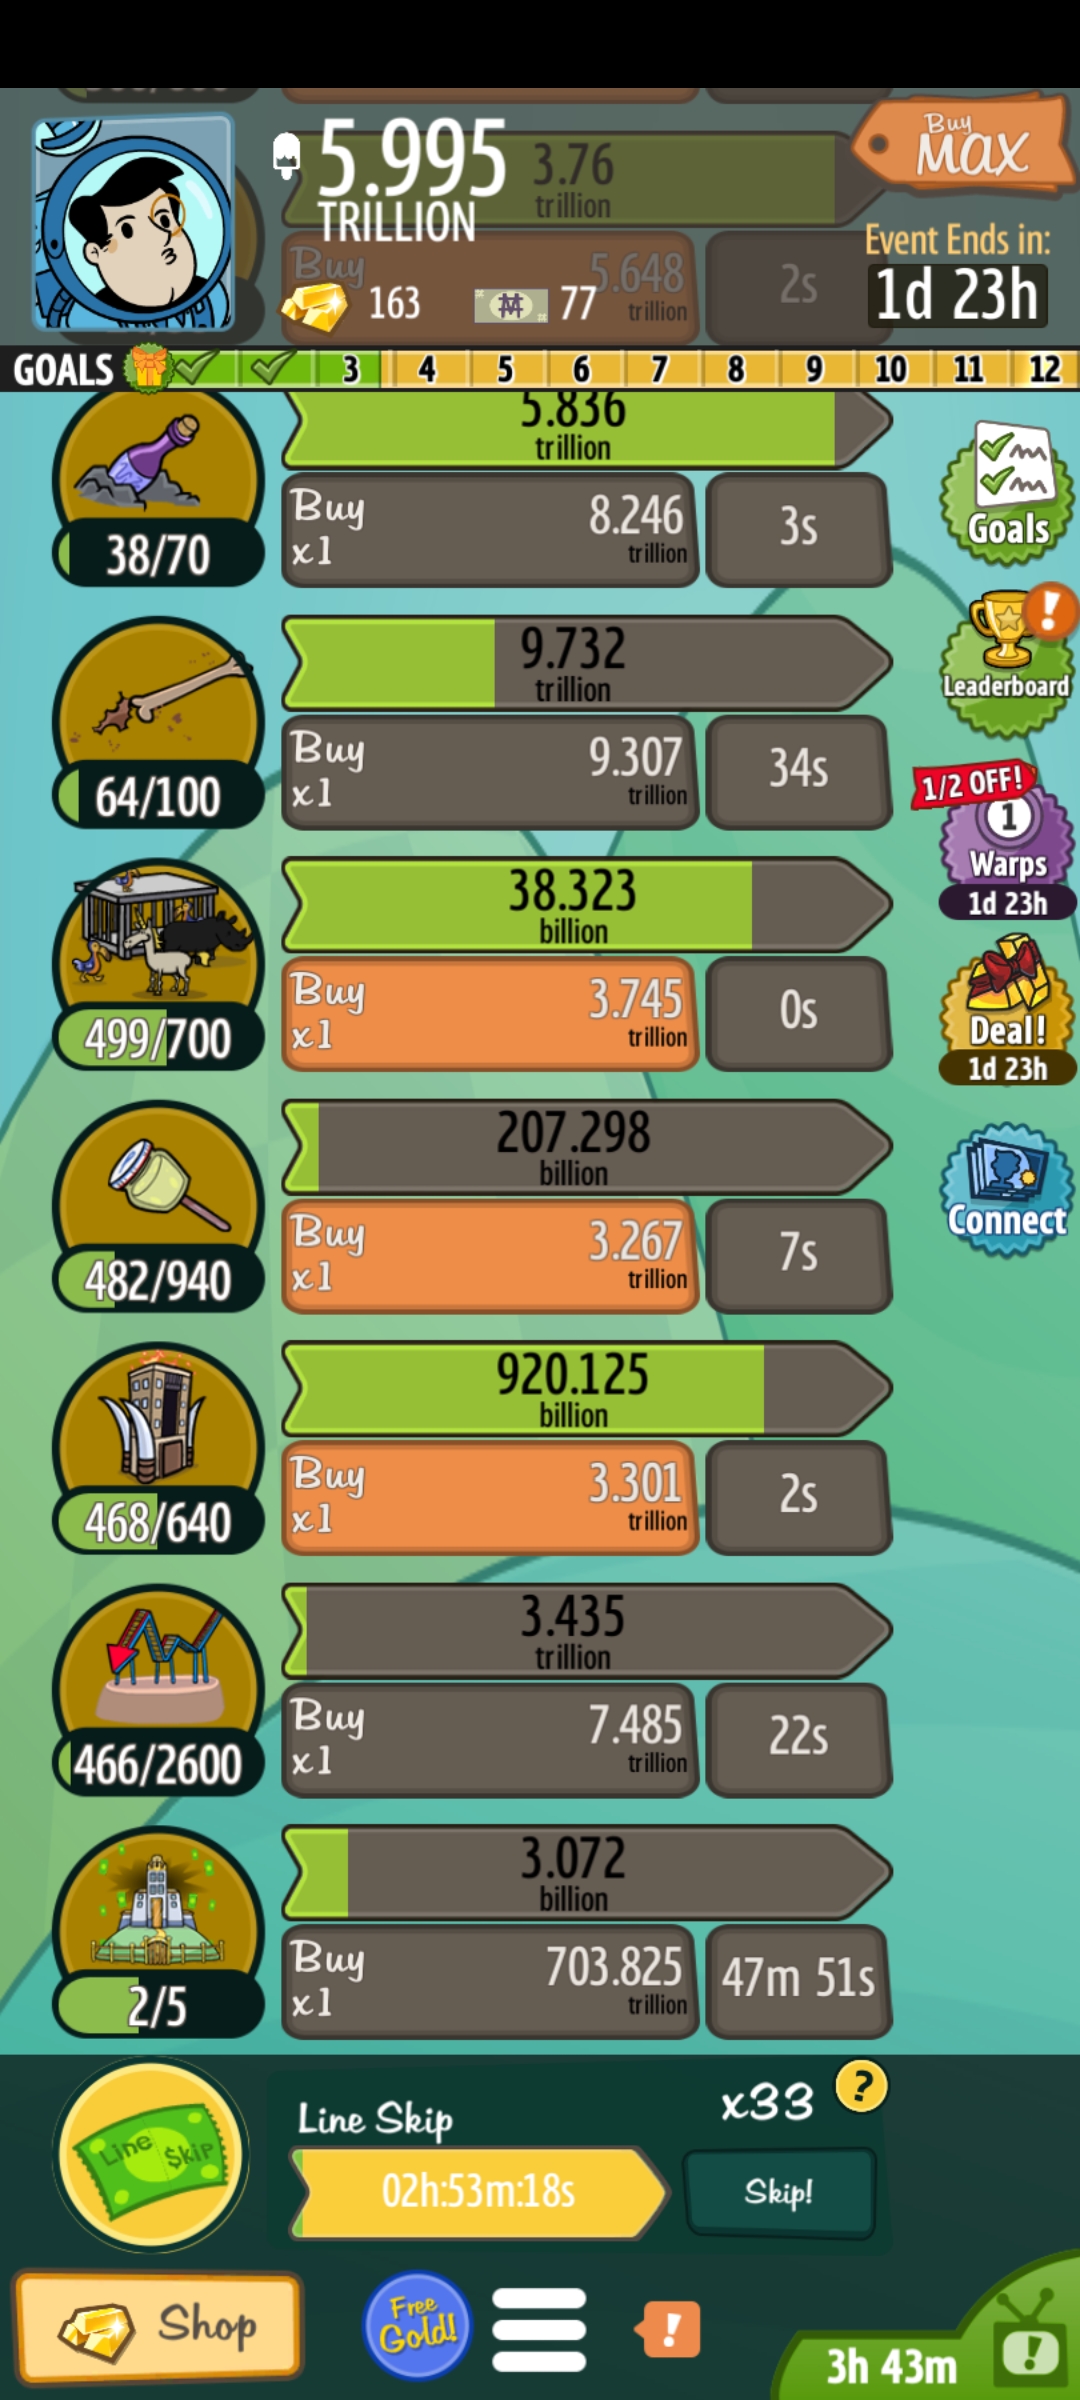 5.995
TRILLION
3.76
trillion
Buy
5.648
trillion
2s
163
77
Buy
MAX
Event Ends in:
1d 23h
GOALS 3 4 5 6 7 8 9 10 11 12
5.836
trillion
Buy
x1
8.246
trillion
3s
38/70
Goals
9.732
trillion
Buy
x1
9.307
trillion
34s
64/100
Leaderboard
1/2 OFF!
1
Warps
1d 23h
38.323
billion
Buy
x1
3.745
trillion
0s
499/700
Deal!
1d 23h
207.298
billion
Buy
x1
3.267
trillion
7s
482/940
Connect
920.125
billion
Buy
x1
3.301
trillion
2s
468/640
3.435
trillion
Buy
x1
7.485
trillion
22s
466/2600
3.072
billion
Buy
x1
703.825
trillion
47m 51s
2/5
Line $kip
Line Skip
x33
?
02h:53m:18s
Skip!
Shop
Free
Gold!
!
3h 43m
!